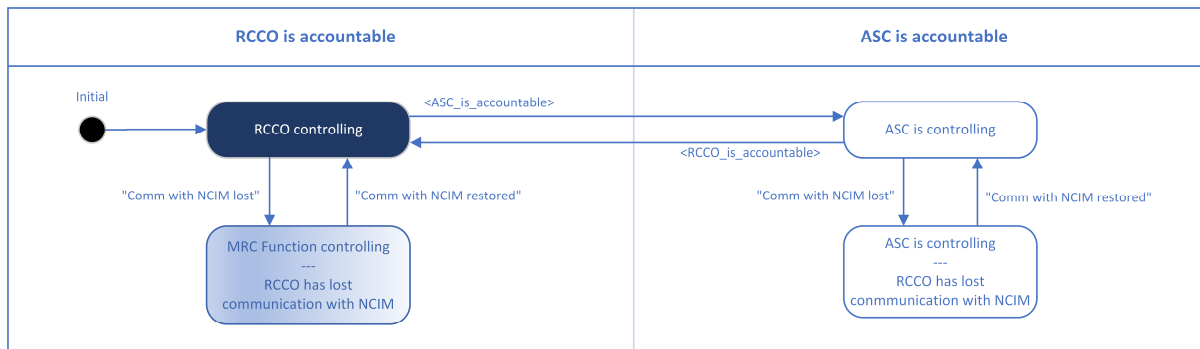 RCCO is accountable
ASC is accountable
Initial
RCCO controlling
<ASC_is_accountable>
<RCCO_is_accountable>
ASC is controlling
"Comm with NCIM lost"
"Comm with NCIM restored"
"Comm with NCIM lost"
"Comm with NCIM restored"
MRC Function controlling
---
RCCO has lost
communication with NCIM
ASC is controlling
---
RCCO has lost
conmmunication with NCIM